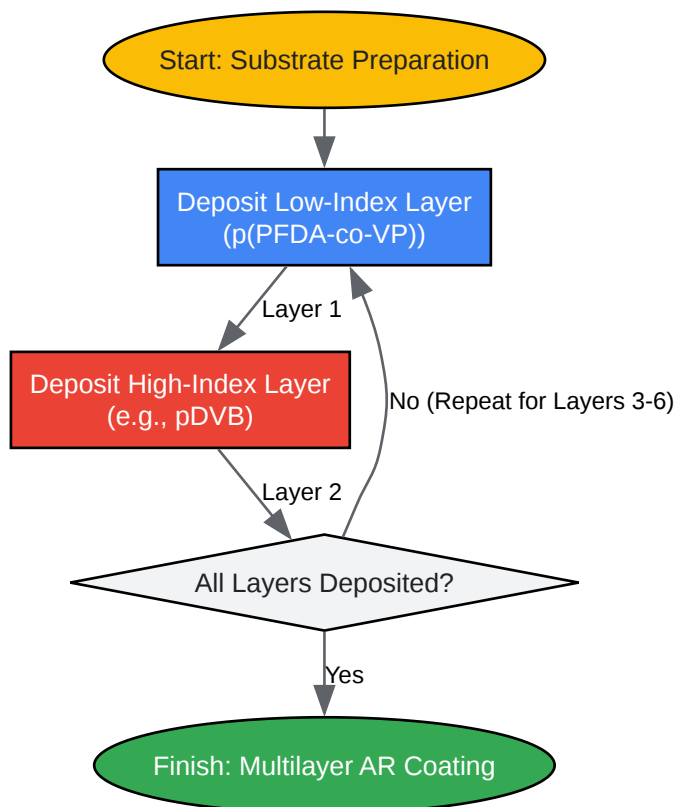 Start: Substrate Preparation
Deposit Low-Index Layer
(p(PFDA-co-VP))
Layer 1
Deposit High-Index Layer
(e.g., pDVB)
No (Repeat for Layers 3-6)
Layer 2
All Layers Deposited?
Yes
Finish: Multilayer AR Coating